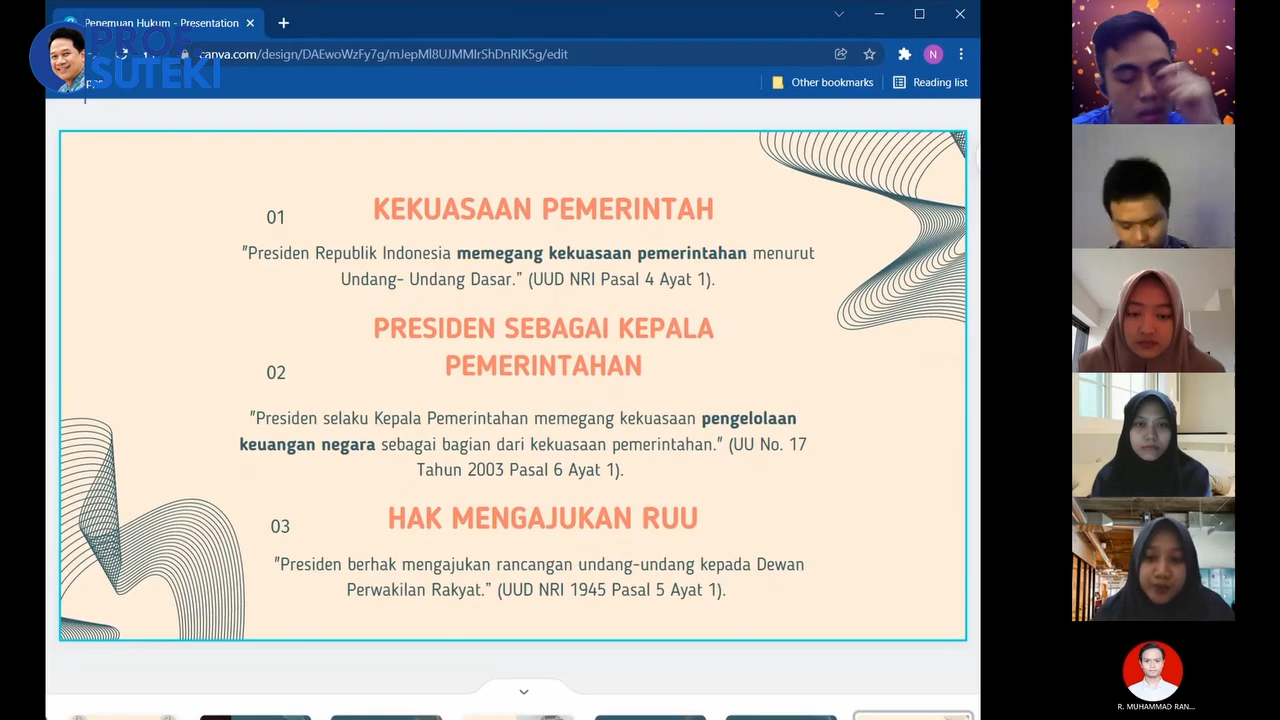 Penemuan Hukum - Presentation
PROF.
SUTEKI
canva.com/design/DAEwoWzFy7g/mJepMl8UJMMIrShDnRlK5g/edit
N
Other bookmarks
Reading list
01
KEKUASAAN PEMERINTAH
"Presiden Republik Indonesia memegang kekuasaan pemerintahan menurut
Undang- Undang Dasar." (UUD NRI Pasal 4 Ayat 1).
PRESIDEN SEBAGAI KEPALA
PEMERINTAHAN
02
"Presiden selaku Kepala Pemerintahan memegang kekuasaan pengelolaan
keuangan negara sebagai bagian dari kekuasaan pemerintahan." (UU No. 17
Tahun 2003 Pasal 6 Ayat 1).
03
HAK MENGAJUKAN RUU
"Presiden berhak mengajukan rancangan undang-undang kepada Dewan
Perwakilan Rakyat." (UUD NRI 1945 Pasal 5 Ayat 1).
R. MUHAMMAD RAN...